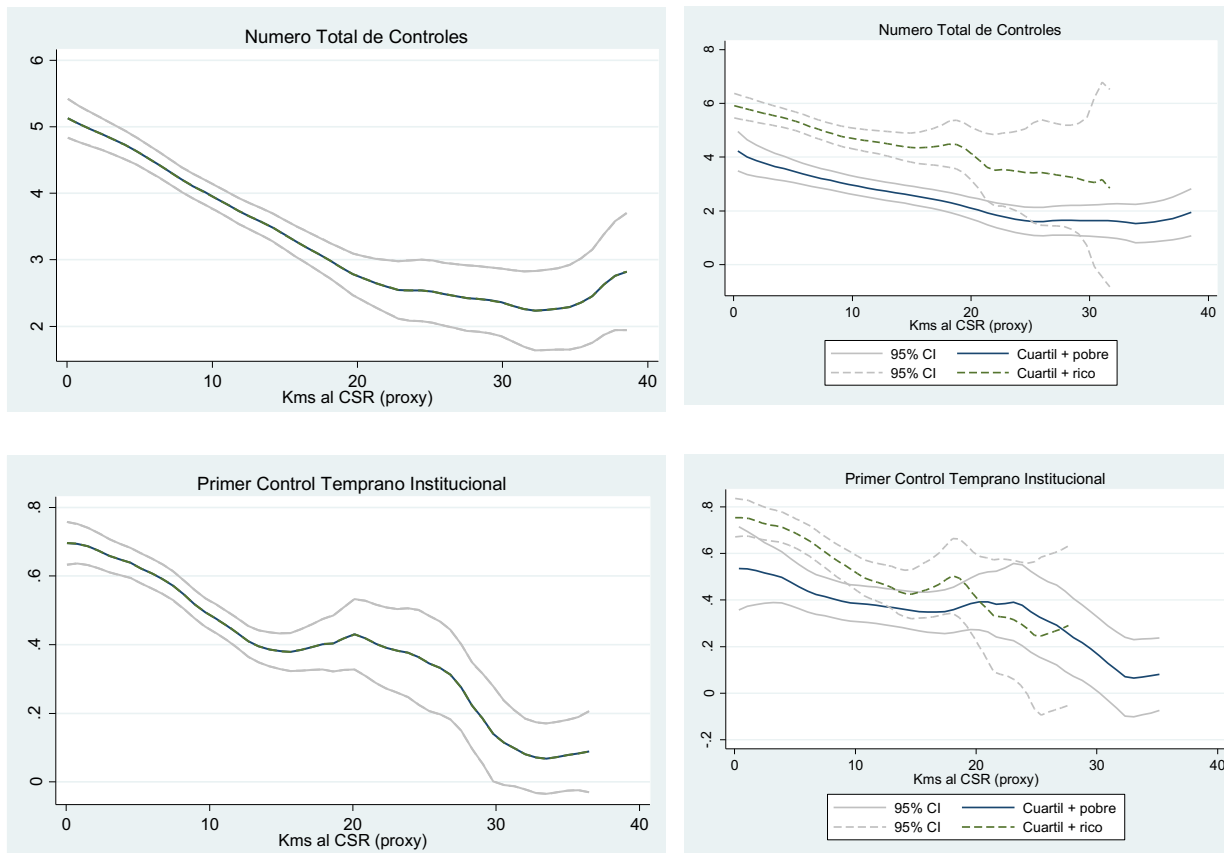 Numero Total de Controles
6
5
4
3
2
0 10 20 30 40
Kms al CSR (proxy)
Numero Total de Controles
8
6
4
2
0
0 10 20 30 40
Kms al CSR (proxy)
95% CI Cuartil + pobre
95% CI Cuartil + rico
Primer Control Temprano Institucional
.8
.6
.4
.2
0
0 10 20 30 40
Kms al CSR (proxy)
Primer Control Temprano Institucional
.8
.6
.4
.2
0
-.2
0 10 20 30 40
Kms al CSR (proxy)
95% CI Cuartil + pobre
95% CI Cuartil + rico